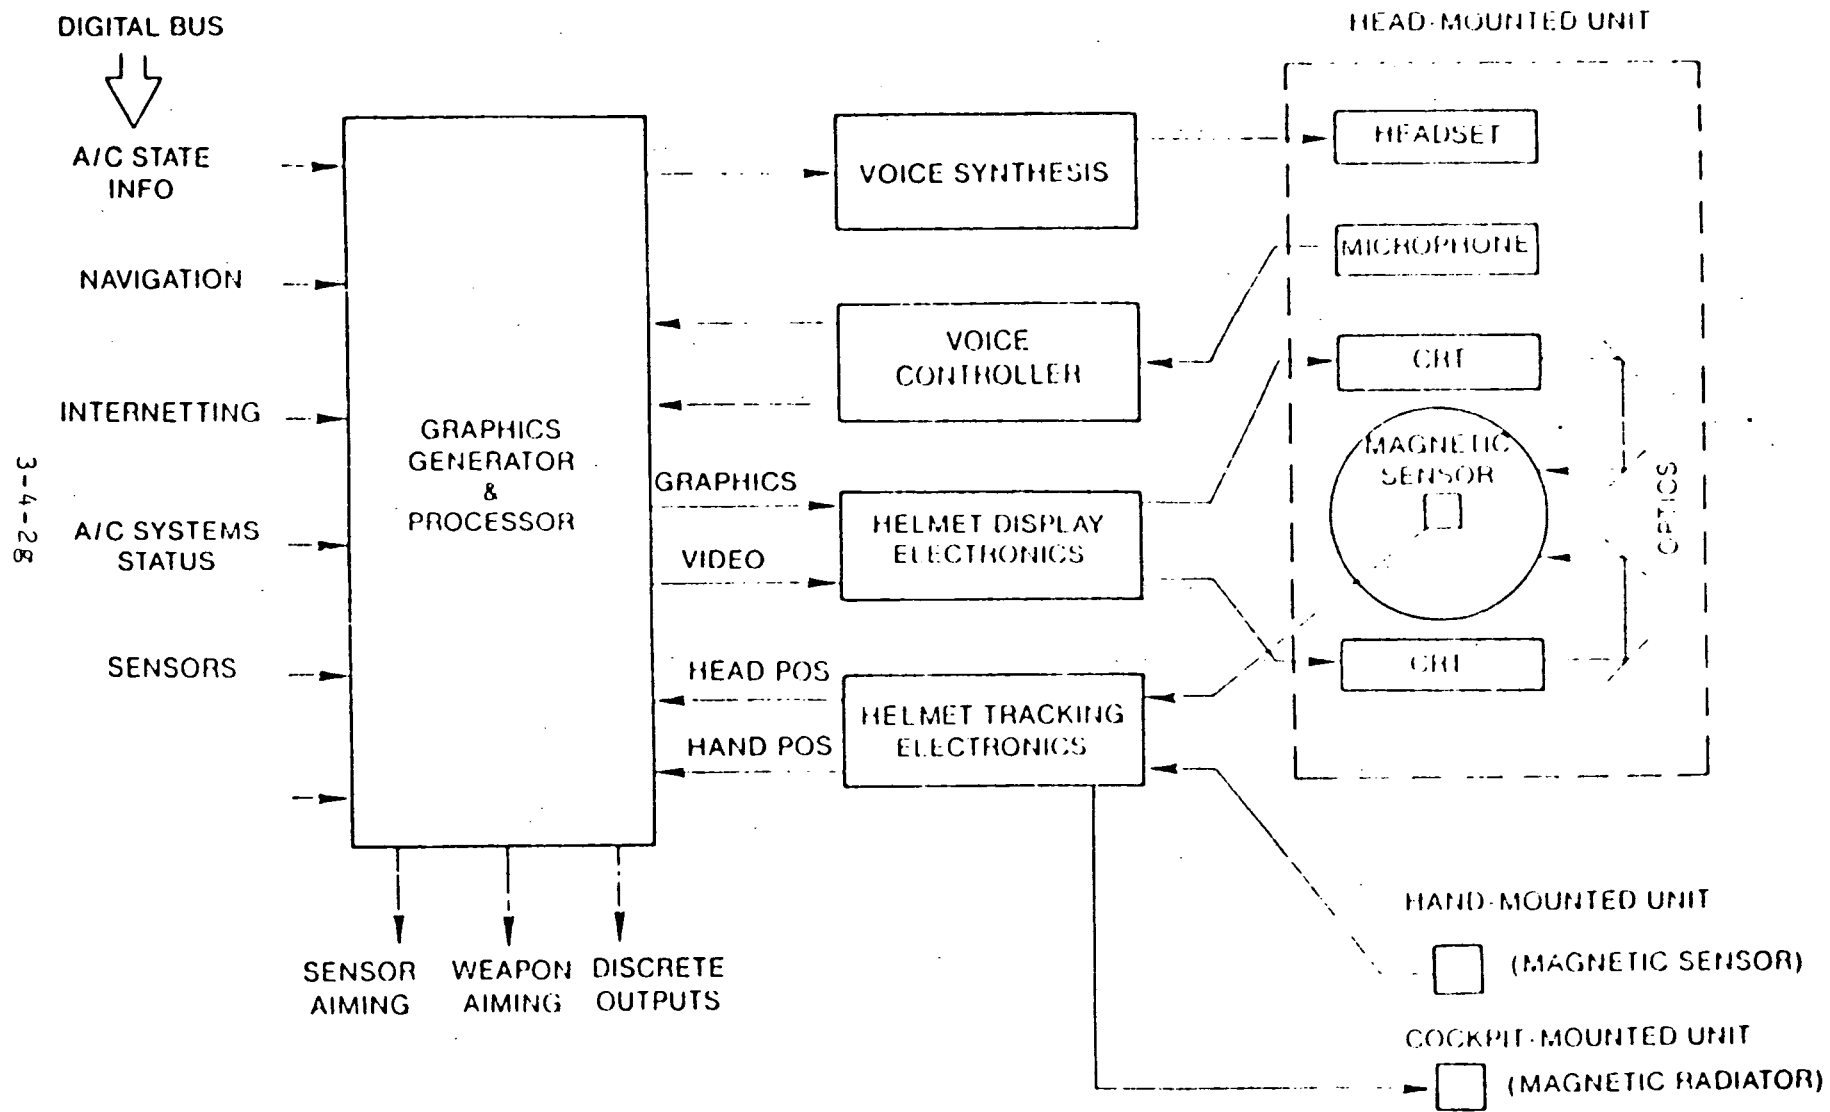 DIGITAL BUS
A/C STATE
INFO
NAVIGATION
INTERNETTING
A/C SYSTEMS
STATUS
SENSORS
3-4-28
GRAPHICS
GENERATOR
&
PROCESSOR
SENSOR
AIMING
WEAPON
AIMING
DISCRETE
OUTPUTS
VOICE SYNTHESIS
VOICE
CONTROLLER
GRAPHICS
VIDEO
HELMET DISPLAY
ELECTRONICS
HEAD POS
HAND POS
HELMET TRACKING
ELECTRONICS
HEAD-MOUNTED UNIT
HEADSET
MICROPHONE
CRT
MAGNETIC
SENSOR
OPTICS
CRT
HAND-MOUNTED UNIT
(MAGNETIC SENSOR)
COCKPIT-MOUNTED UNIT
(MAGNETIC RADIATOR)